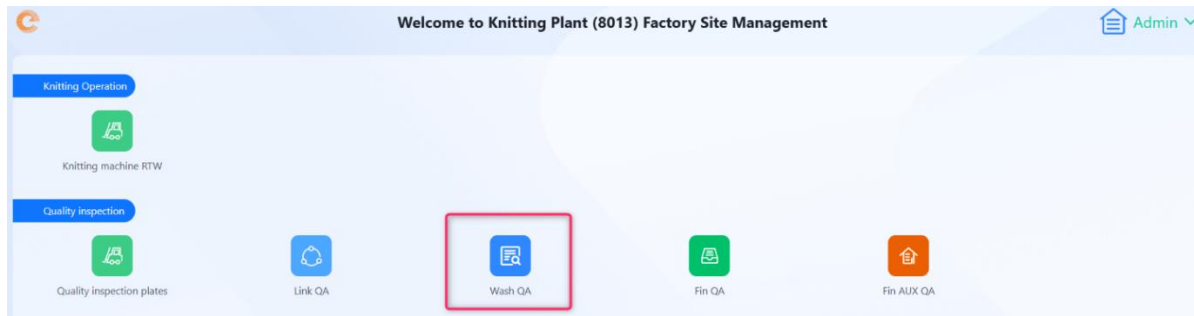 Welcome to Knitting Plant (8013) Factory Site Management
Admin
Knitting Operation
Knitting machine RTW
Quality inspection
Quality inspection plates
Link QA
Wash QA
Fin QA
Fin AUX QA